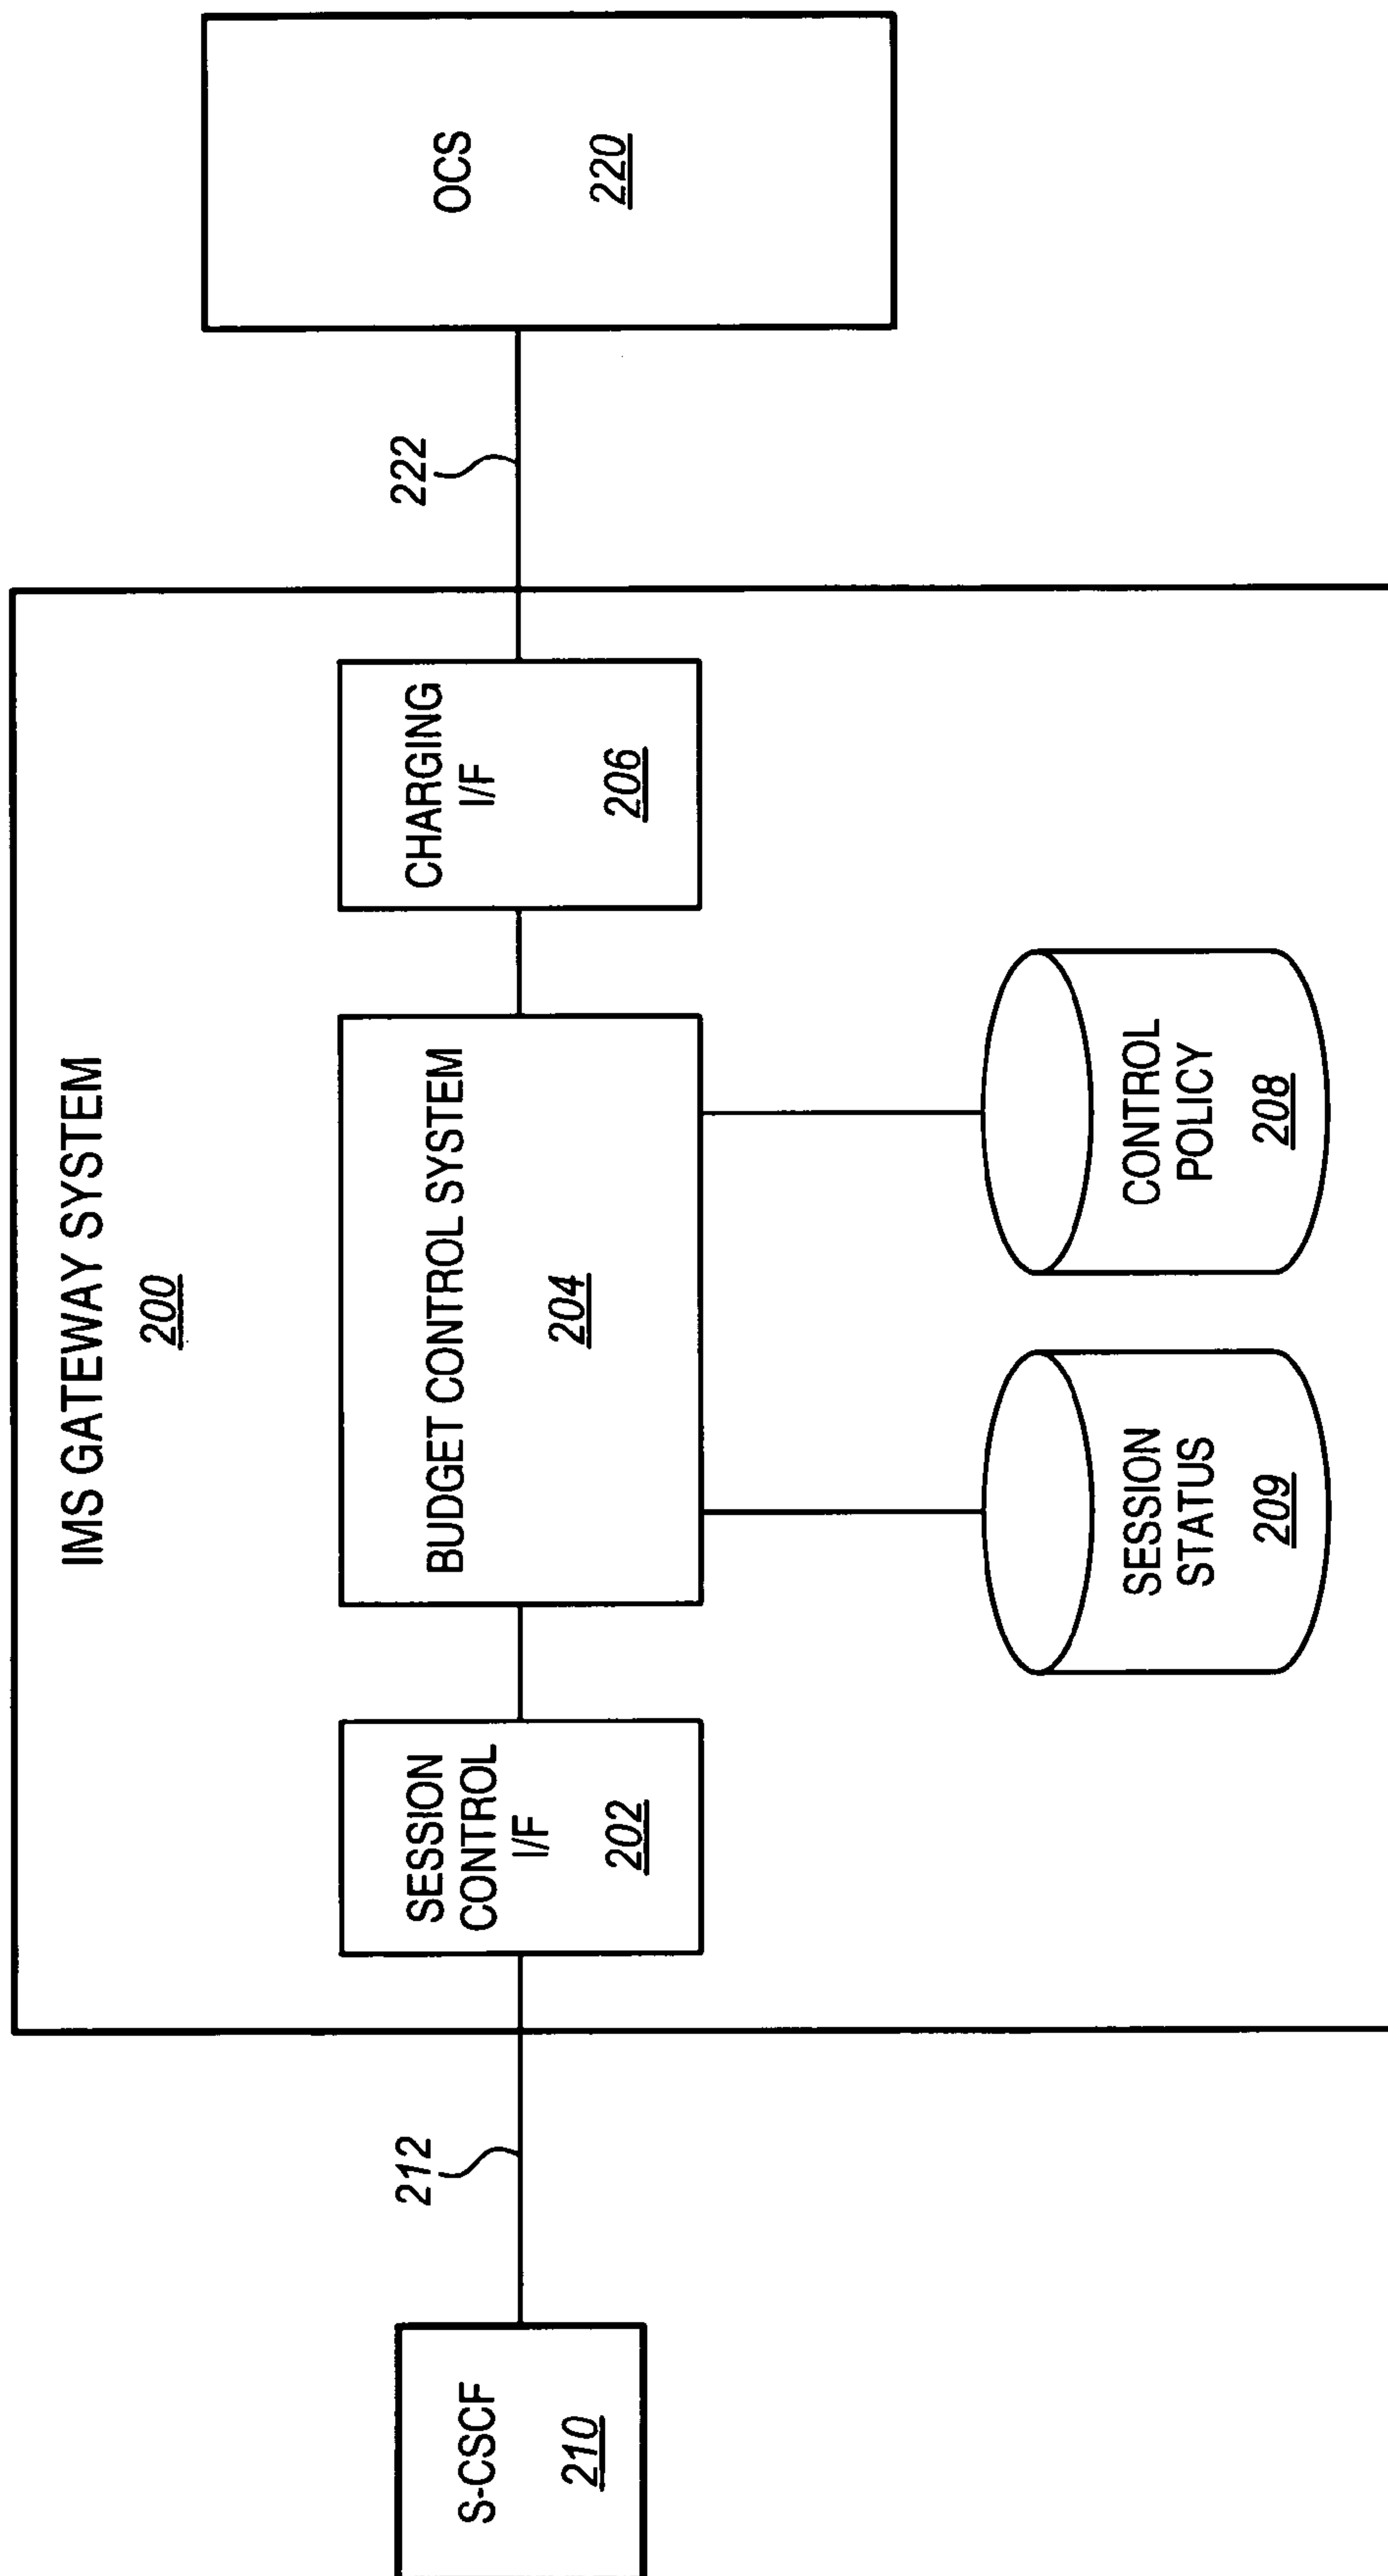 IMS GATEWAY SYSTEM
200
S-CSCF
210
212
SESSION
CONTROL
I/F
202
BUDGET CONTROL SYSTEM
204
CHARGING
I/F
206
222
OCS
220
SESSION
STATUS
209
CONTROL
POLICY
208